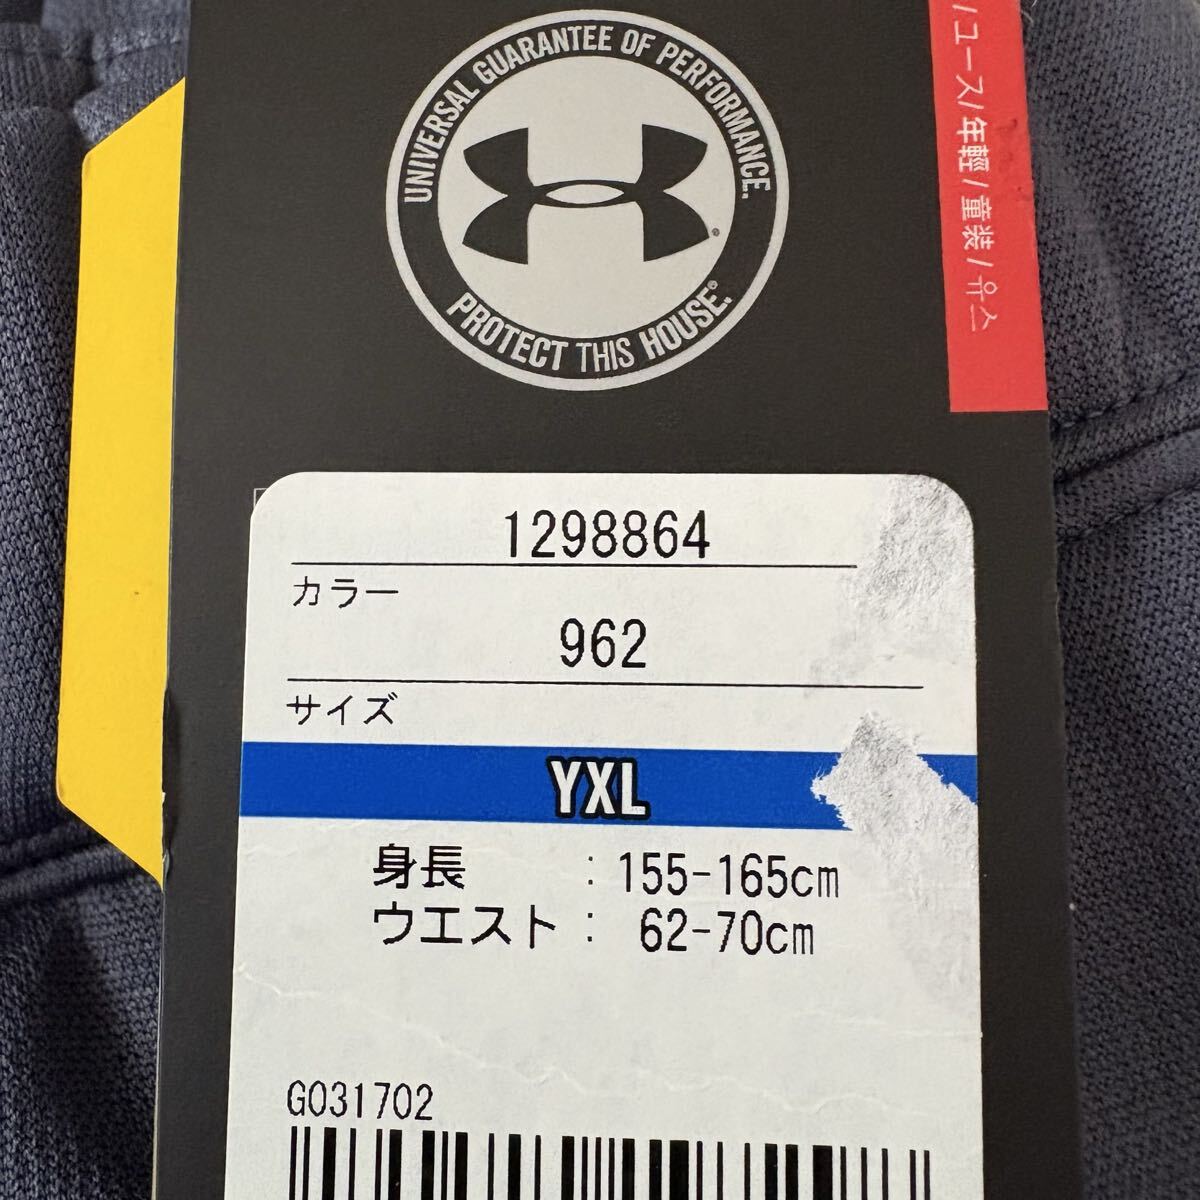 UNIVERSAL GUARANTEE OF PERFORMANCE.
PROTECT THIS HOUSE.®
/ユース/年輕/童装/유스
1298864
カラー
962
サイズ
YXL
身長 : 155-165cm
ウエスト : 62-70cm
G031702